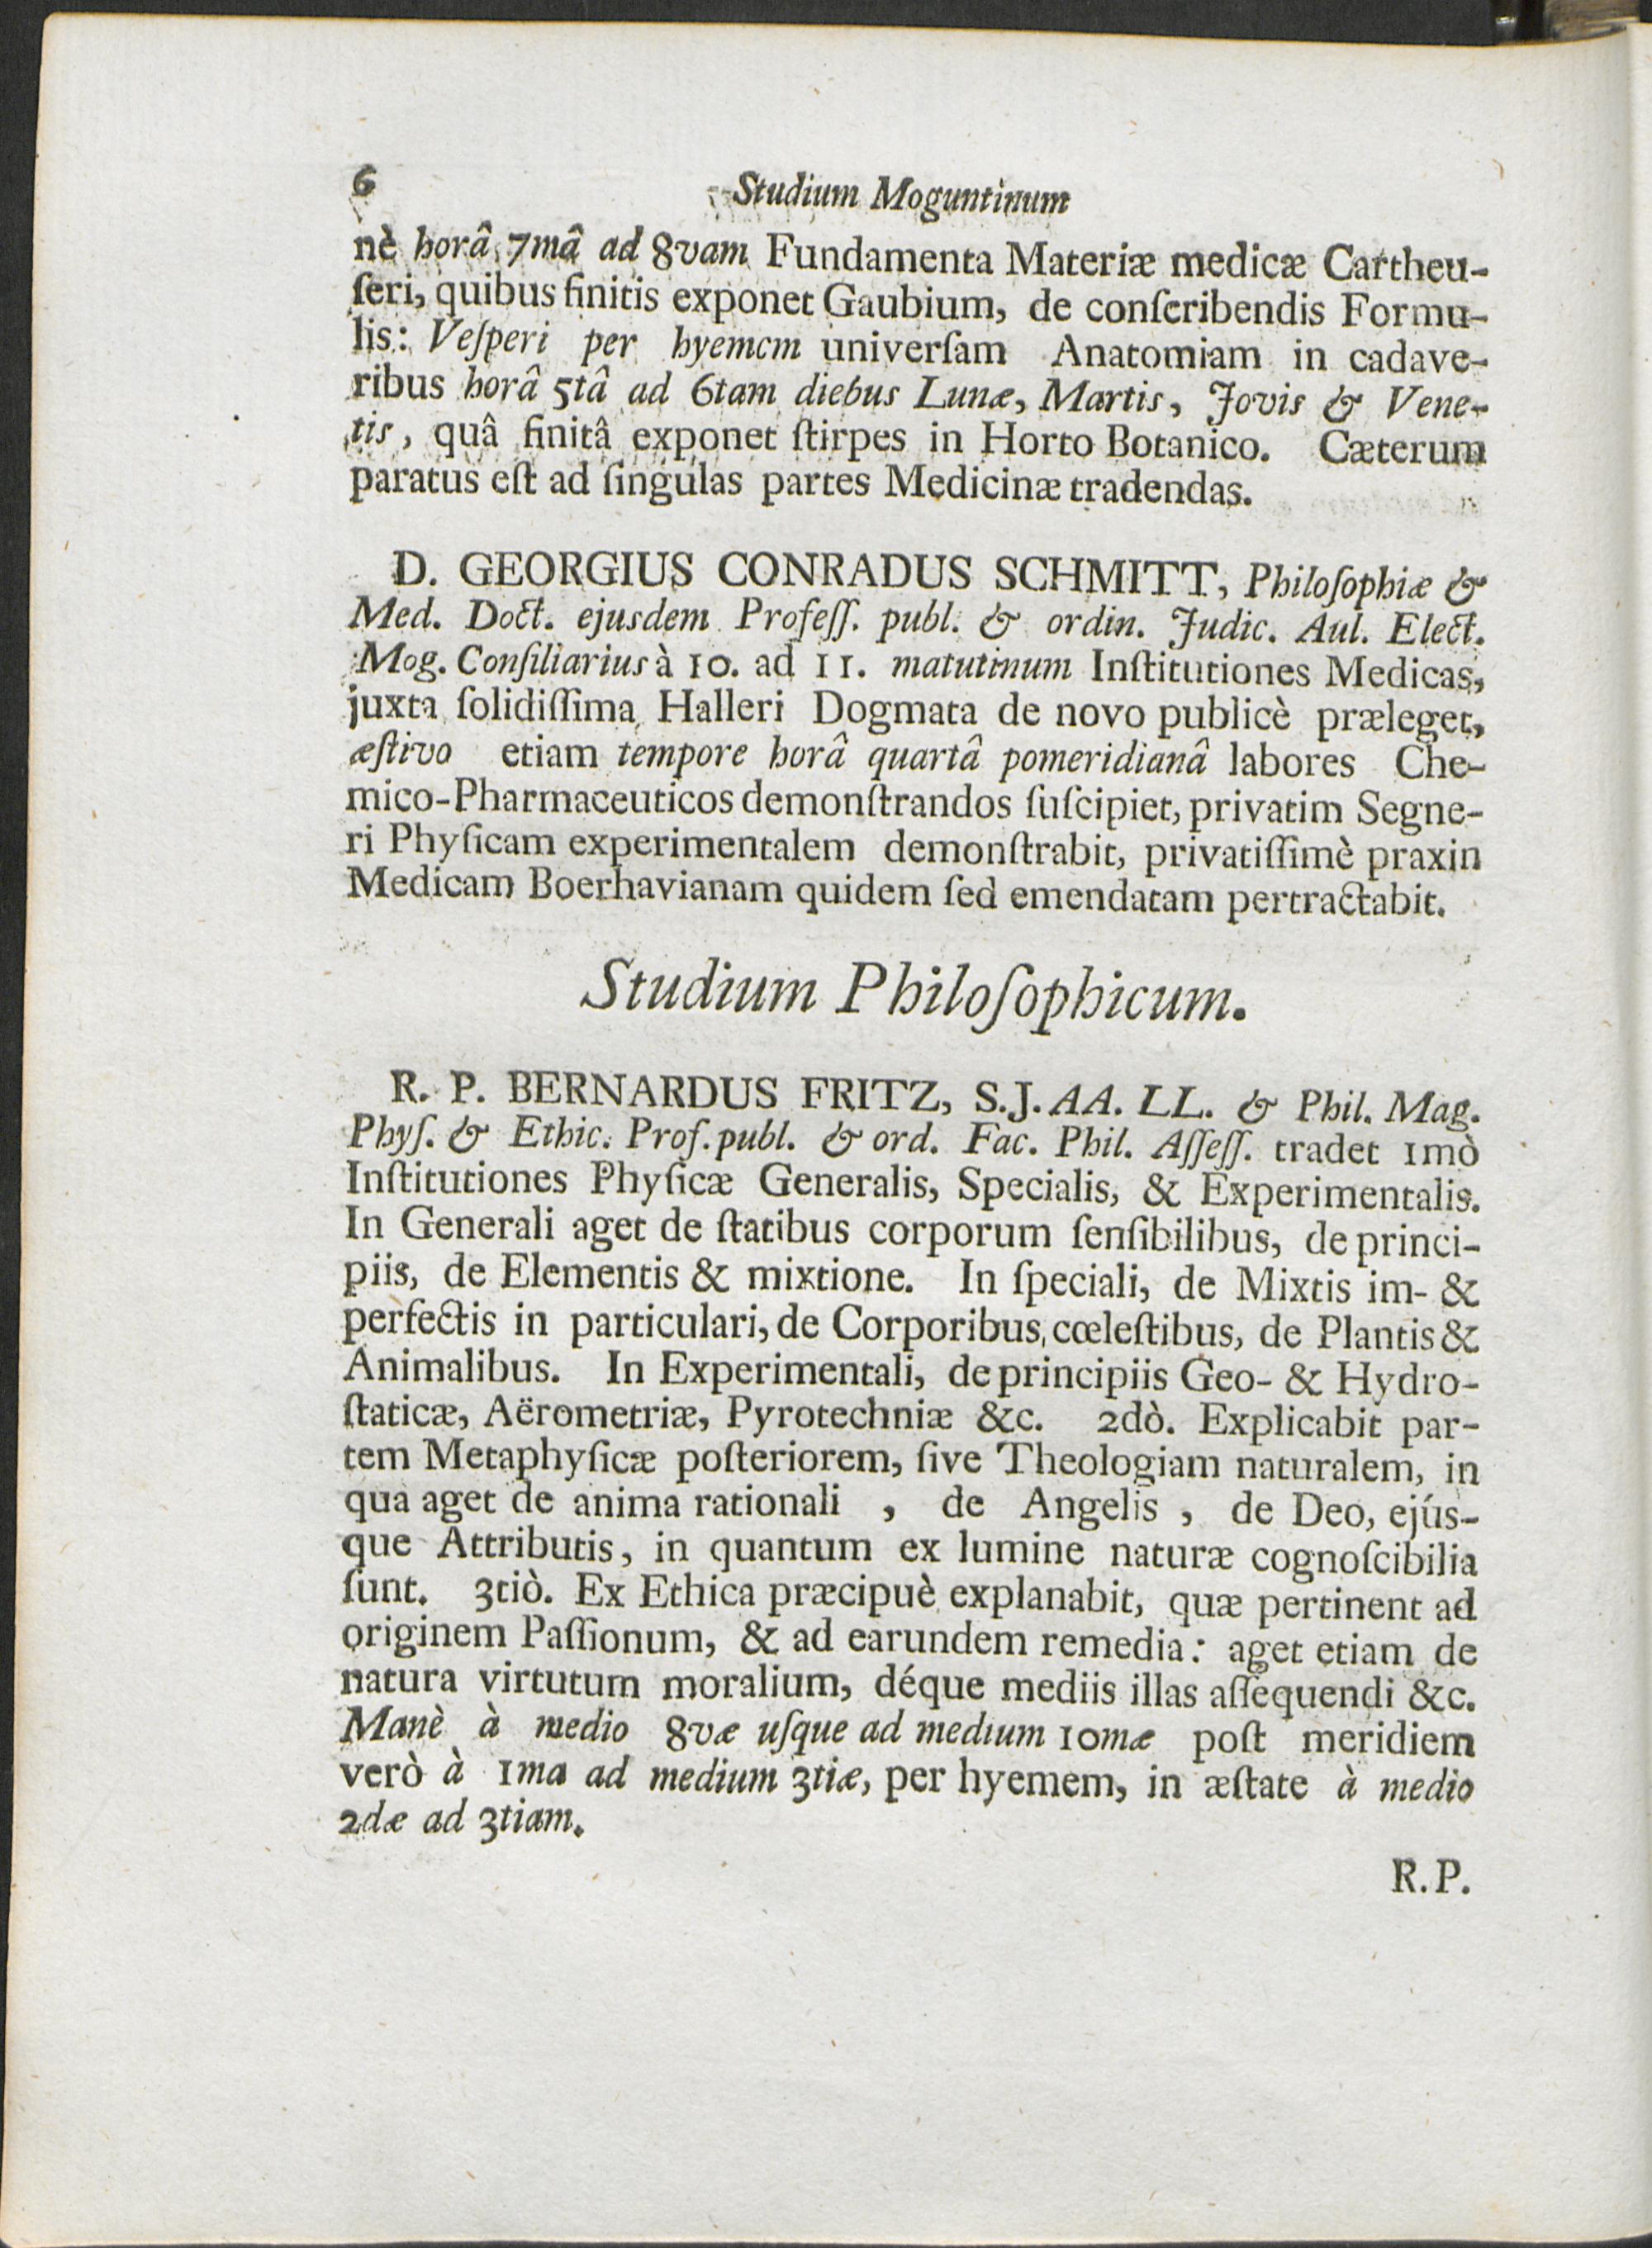 6 Studium Moguntinum
nè horâ 7mâ ad 8vam Fundamenta Materiæ medicæ Cartheu-
ſeri, quibus finitis exponet Gaubium, de conſcribendis Formu-
lis: Veſperi per hyemem univerſam Anatomiam in cadave-
ribus horâ 5tâ ad 6tam diebus Lunæ, Martis, Jovis & Vene-
tis, quâ finitâ exponet ſtirpes in Horto Botanico. Cæterum
paratus eſt ad ſingulas partes Medicinæ tradendas.
D. GEORGIUS CONRADUS SCHMITT, Philoſophiæ &
Med. Doct. ejusdem Profeſſ. publ. & ordin. Judic. Aul. Elect.
Mog. Conſiliarius à 10. ad 11. matutinum Inſtitutiones Medicas,
juxta ſolidiſſima Halleri Dogmata de novo publicè præleget,
æſtivo etiam tempore horâ quartâ pomeridianâ labores Che-
mico-Pharmaceuticos demonſtrandos ſuſcipiet, privatim Segne-
ri Phyſicam experimentalem demonſtrabit, privatiſſimè praxin
Medicam Boerhavianam quidem ſed emendatam pertractabit.
Studium Philoſophicum.
R. P. BERNARDUS FRITZ, S.J. AA. LL. & Phil. Mag.
Phyſ. & Ethic. Prof. publ. & ord. Fac. Phil. Aſſeſſ. tradet 1mò
Inſtitutiones Phyſicæ Generalis, Specialis, & Experimentalis.
In Generali aget de ſtatibus corporum ſenſibilibus, de princi-
piis, de Elementis & mixtione. In ſpeciali, de Mixtis im- &
perfectis in particulari, de Corporibus, cœleſtibus, de Plantis &
Animalibus. In Experimentali, de principiis Geo- & Hydro-
ſtaticæ, Aërometriæ, Pyrotechniæ &c. 2dò. Explicabit par-
tem Metaphyſicæ poſteriorem, ſive Theologiam naturalem, in
qua aget de anima rationali , de Angelis , de Deo, ejús-
que Attributis, in quantum ex lumine naturæ cognoſcibilia
ſunt. 3tiò. Ex Ethica præcipuè explanabit, quæ pertinent ad
originem Paſſionum, & ad earundem remedia: aget etiam de
natura virtutum moralium, déque mediis illas aſſequendi &c.
Manè à medio 8væ uſque ad medium 10mæ poſt meridiem
verò à 1ma ad medium 3tiæ, per hyemem, in æſtate à medio
2dæ ad 3tiam.
R. P.